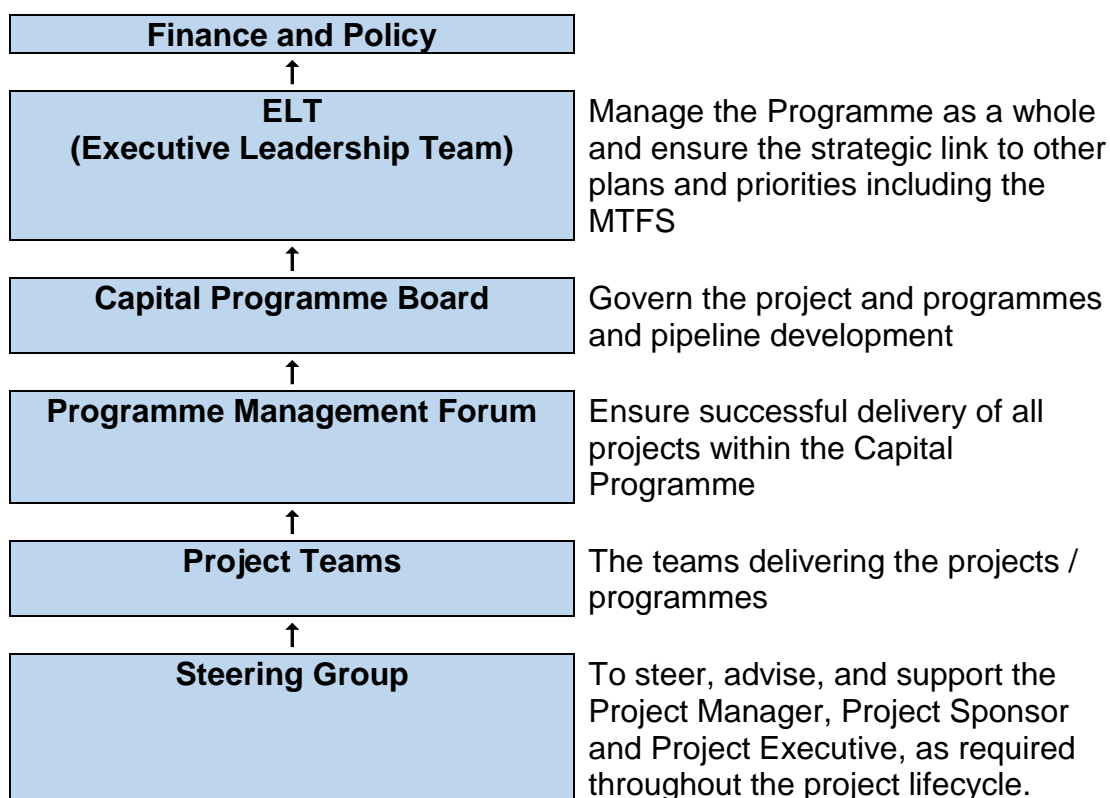 Finance and Policy
↑
ELT
(Executive Leadership Team)
Manage the Programme as a whole
and ensure the strategic link to other
plans and priorities including the
MTFS
↑
Capital Programme Board
Govern the project and programmes
and pipeline development
↑
Programme Management Forum
Ensure successful delivery of all
projects within the Capital
Programme
↑
Project Teams
The teams delivering the projects /
programmes
↑
Steering Group
To steer, advise, and support the
Project Manager, Project Sponsor
and Project Executive, as required
throughout the project lifecycle.